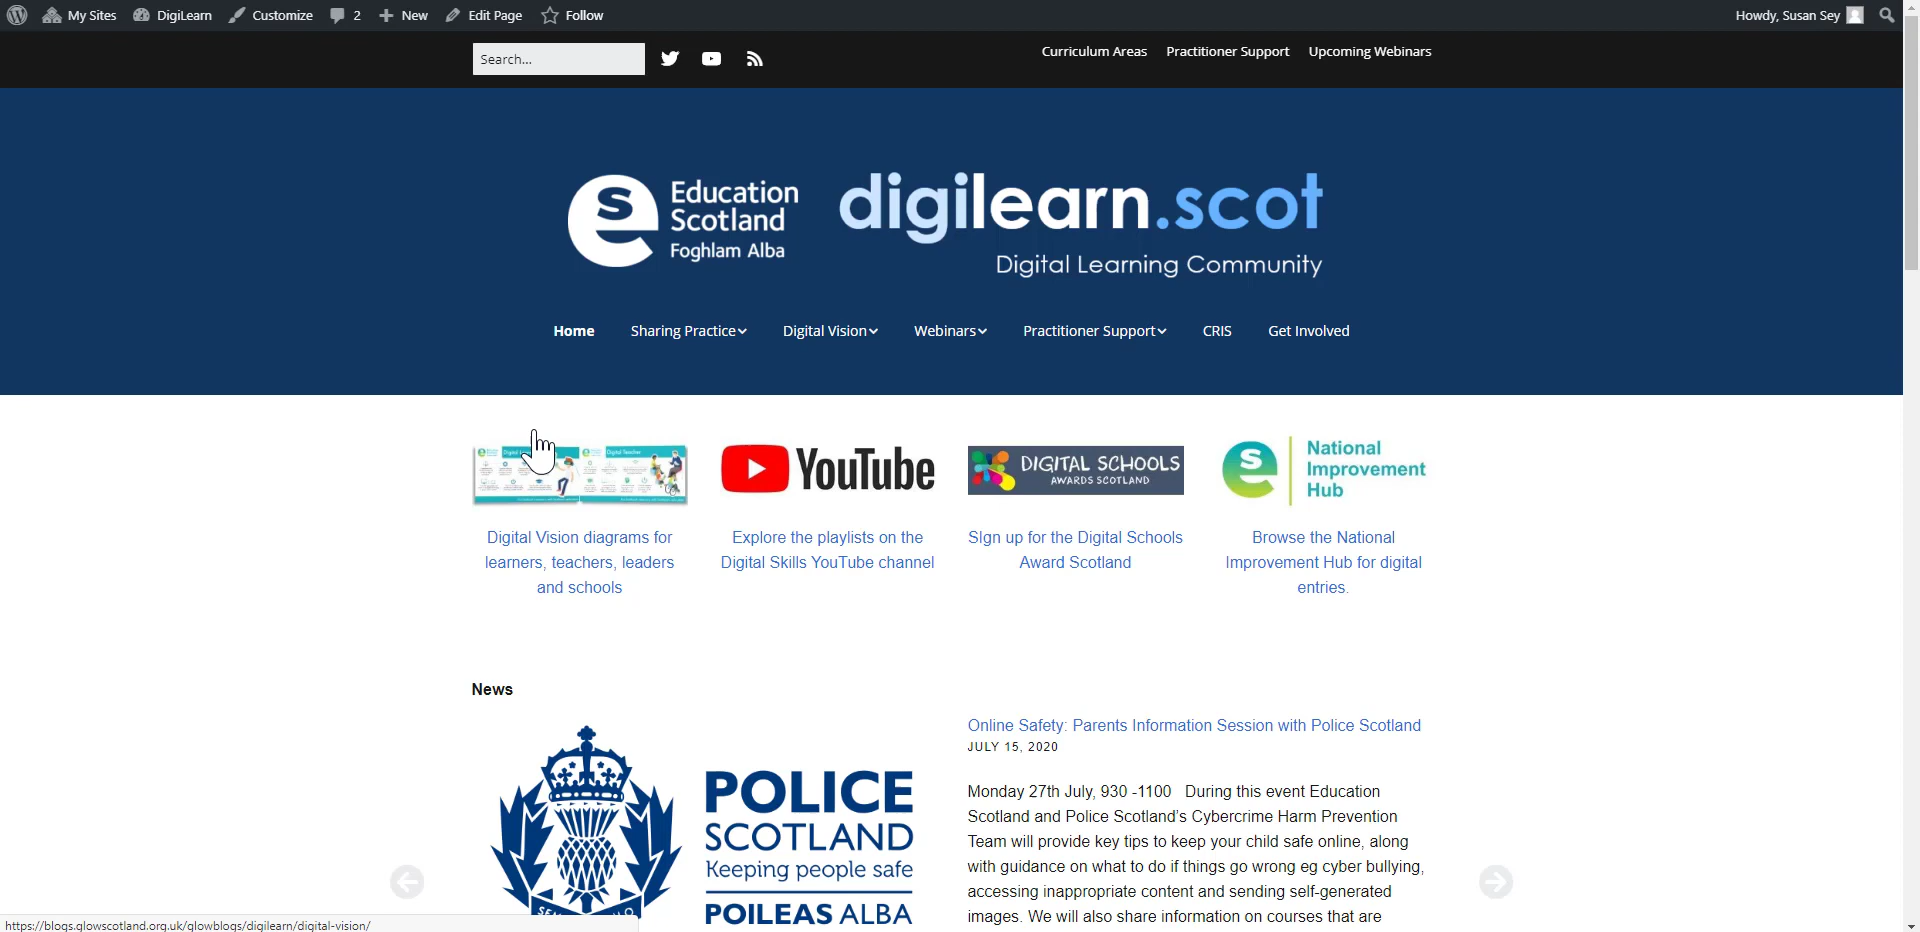 My Sites DigiLearn Customize 2 New Edit Page Follow Howdy, Susan Sey
Search... Curriculum Areas Practitioner Support Upcoming Webinars
Education
Scotland
Foghlam Alba
digilearn.scot
Digital Learning Community
Home Sharing Practice Digital Vision Webinars Practitioner Support CRIS Get Involved
Digital Teacher
YouTube
DIGITAL SCHOOLS
AWARDS SCOTLAND
National
Improvement
Hub
Digital Vision diagrams for
learners, teachers, leaders
and schools
Explore the playlists on the
Digital Skills YouTube channel
SIgn up for the Digital Schools
Award Scotland
Browse the National
Improvement Hub for digital
entries.
News
POLICE
SCOTLAND
Keeping people safe
POILEAS ALBA
Online Safety: Parents Information Session with Police Scotland
JULY 15, 2020
Monday 27th July, 930 -1100 During this event Education
Scotland and Police Scotland's Cybercrime Harm Prevention
Team will provide key tips to keep your child safe online, along
with guidance on what to do if things go wrong eg cyber bullying,
accessing inappropriate content and sending self-generated
images. We will also share information on courses that are
https://blogs.glowscotland.org.uk/glowblogs/digilearn/digital-vision/